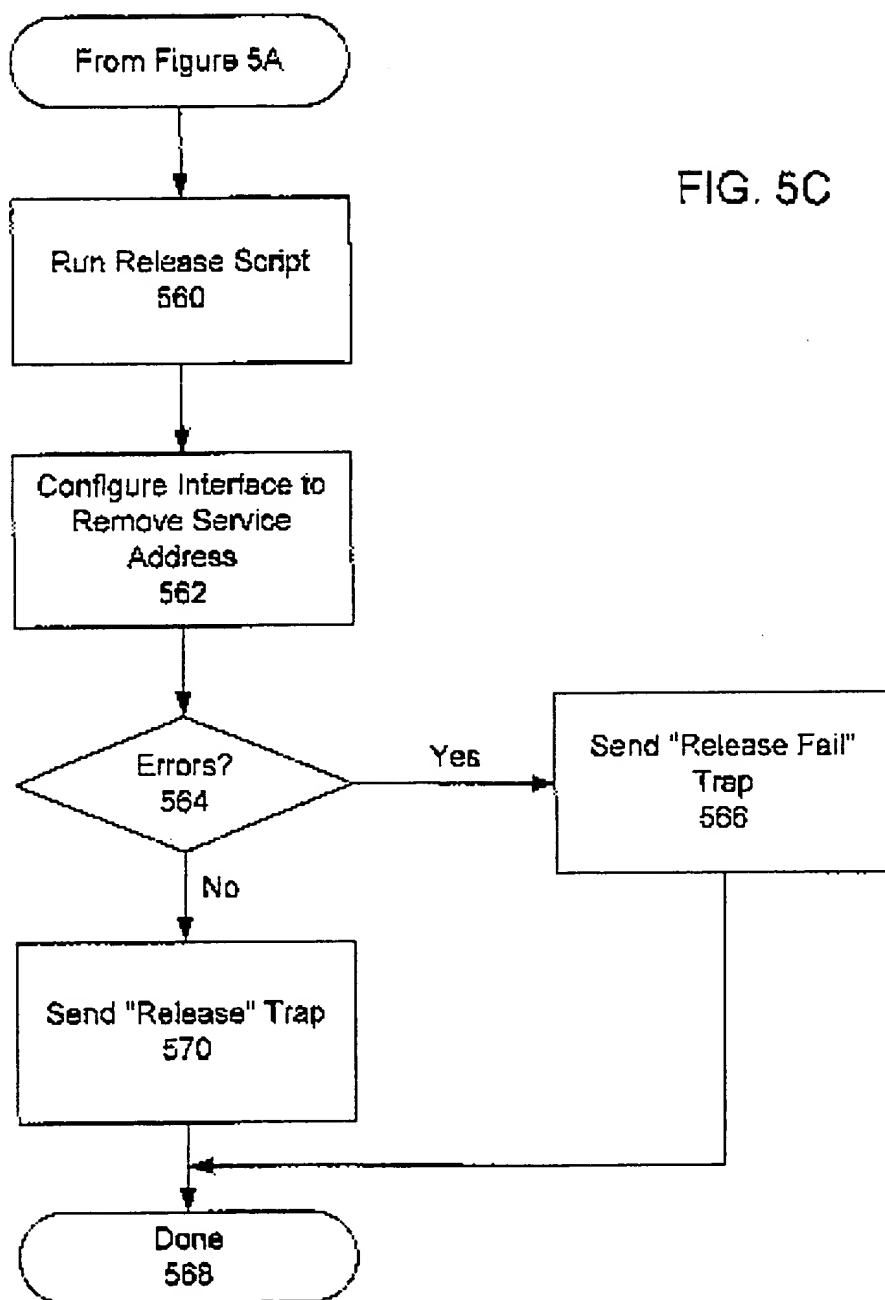 From Figure 5A
FIG. 5C
Run Release Script
560
Configure Interface to
Remove Service
Address
562
Errors?
564
Yes
Send "Release Fail"
Trap
566
No
Send "Release" Trap
570
Done
568